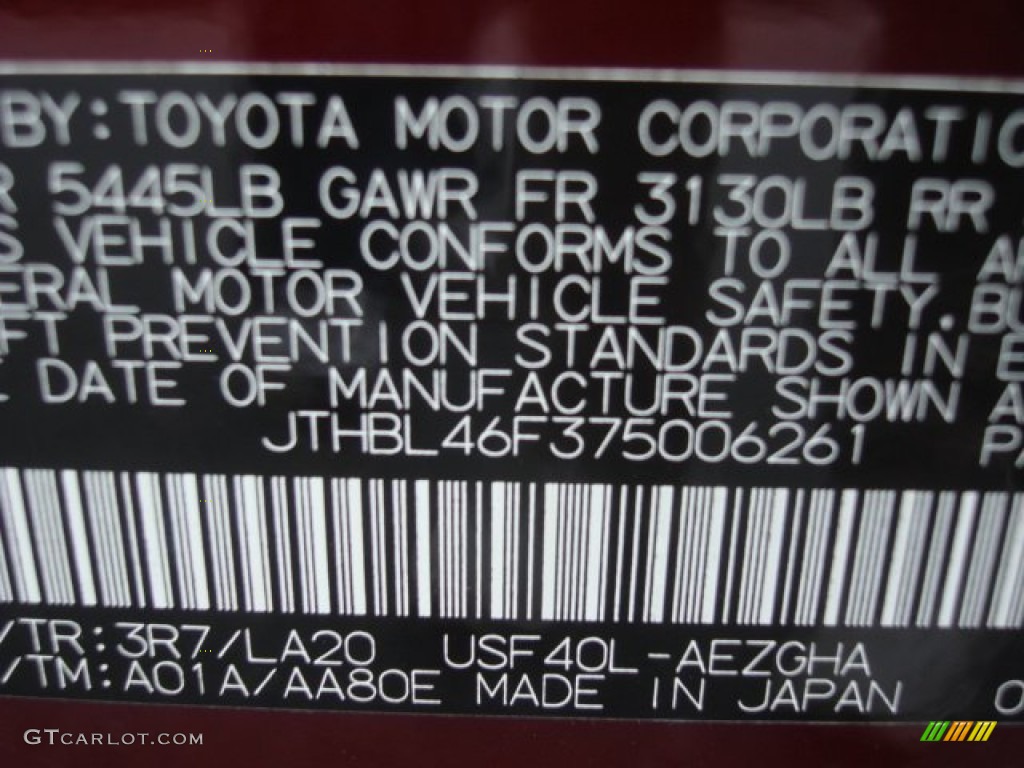 BY: TOYOTA MOTOR CORPORATIO
R 5445LB GAWR FR 3130LB RR
S VEHICLE CONFORMS TO ALL A
ERAL MOTOR VEHICLE SAFETY. BU
FT PREVENTION STANDARDS IN E
E DATE OF MANUFACTURE SHOWN A
JTHBL46F375006261 PA
/TR: 3R7/LA20 USF40L-AEZGHA
/TM: A01A/AA80E MADE IN JAPAN 0
GTCARLOT.COM